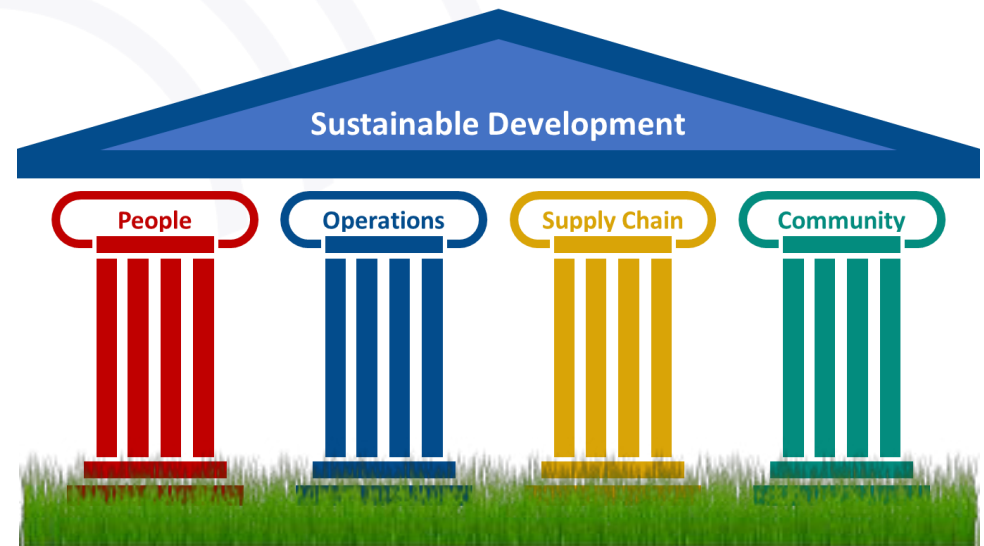 Sustainable Development
People
Operations
Supply Chain
Community